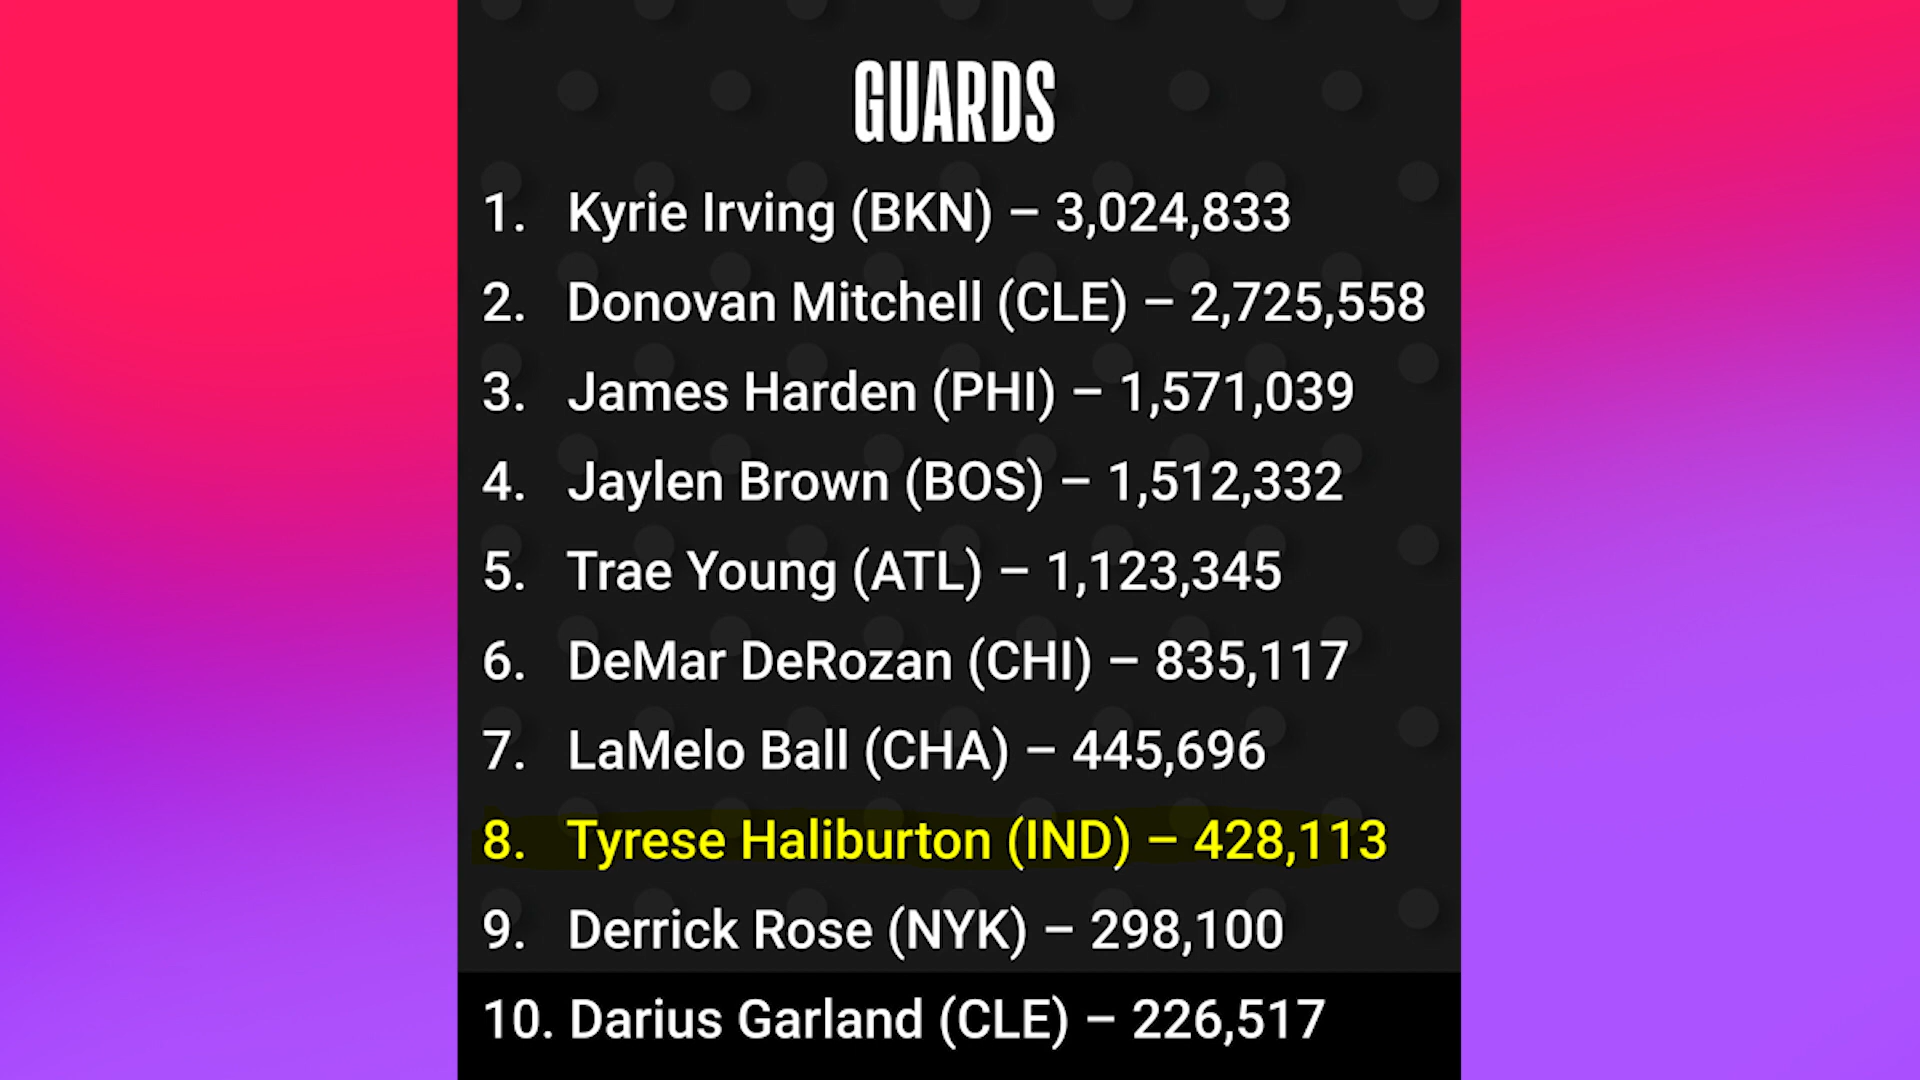 GUARDS
1. Kyrie Irving (BKN) – 3,024,833
2. Donovan Mitchell (CLE) – 2,725,558
3. James Harden (PHI) – 1,571,039
4. Jaylen Brown (BOS) – 1,512,332
5. Trae Young (ATL) – 1,123,345
6. DeMar DeRozan (CHI) – 835,117
7. LaMelo Ball (CHA) – 445,696
8. Tyrese Haliburton (IND) – 428,113
9. Derrick Rose (NYK) – 298,100
10. Darius Garland (CLE) – 226,517